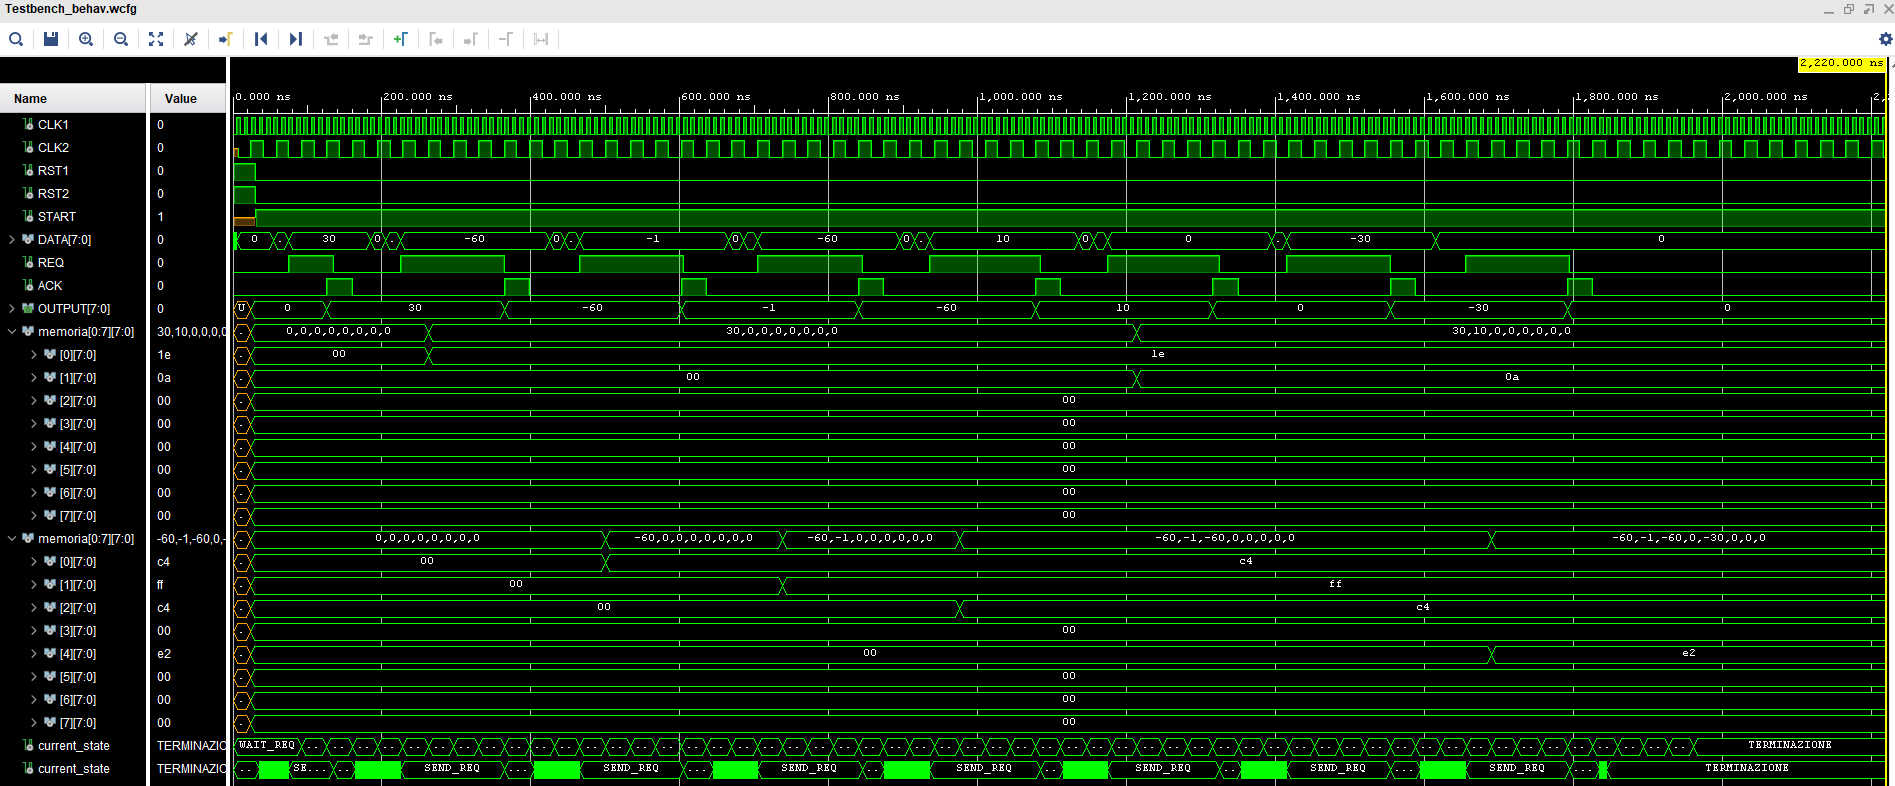 Testbench_behav.wcfg
2,220.000 ns
Name Value
0.000 ns 200.000 ns 400.000 ns 600.000 ns 800.000 ns 1,000.000 ns 1,200.000 ns 1,400.000 ns 1,600.000 ns 1,800.000 ns 2,000.000 ns 2,
CLK1 0
CLK2 0
RST1 0
RST2 0
START 1
DATA[7:0] 0 0 . 30 0 . -60 0 . -1 0 . -60 0 . 10 0 . 0 . -30 0
REQ 0
ACK 0
OUTPUT[7:0] 0 U 0 30 -60 -1 -60 10 0 -30 0
memoria[0:7][7:0] 30,10,0,0,0,0 . 0,0,0,0,0,0,0,0 30,0,0,0,0,0,0,0 30,10,0,0,0,0,0,0
[0][7:0] 1e . 00 1e
[1][7:0] 0a . 00 0a
[2][7:0] 00 . 00
[3][7:0] 00 . 00
[4][7:0] 00 . 00
[5][7:0] 00 . 00
[6][7:0] 00 . 00
[7][7:0] 00 . 00
memoria[0:7][7:0] -60,-1,-60,0,- . 0,0,0,0,0,0,0,0 -60,0,0,0,0,0,0,0 -60,-1,0,0,0,0,0,0 -60,-1,-60,0,0,0,0,0 -60,-1,-60,0,-30,0,0,0
[0][7:0] c4 . 00 c4
[1][7:0] ff . 00 ff
[2][7:0] c4 . 00 c4
[3][7:0] 00 . 00
[4][7:0] e2 . 00 e2
[5][7:0] 00 . 00
[6][7:0] 00 . 00
[7][7:0] 00 . 00
current_state TERMINAZIO WAIT_REQ .. .. .. .. .. .. .. .. .. .. .. .. .. .. .. .. .. .. .. .. .. .. .. .. .. .. .. .. .. .. .. .. .. .. .. .. .. .. .. .. .. .. .. .. .. .. .. .. .. .. .. .. .. .. TERMINAZIONE
current_state TERMINAZIO .. SE... .. SEND_REQ ... SEND_REQ ... SEND_REQ .. SEND_REQ .. SEND_REQ .. SEND_REQ ... SEND_REQ ... TERMINAZIONE